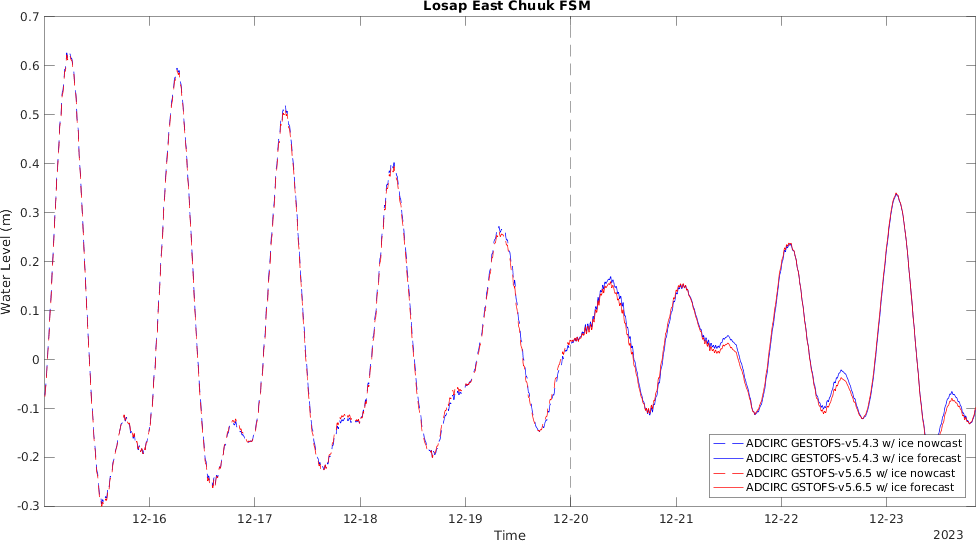 Losap East Chuuk FSM
0.7
0.6
0.5
0.4
0.3
0.2
0.1
0
-0.1
-0.2
-0.3
Water Level (m)
12-16 12-17 12-18 12-19 12-20 12-21 12-22 12-23
Time
2023
ADCIRC GESTOFS-v5.4.3 w/ ice nowcast
ADCIRC GESTOFS-v5.4.3 w/ ice forecast
ADCIRC GSTOFS-v5.6.5 w/ ice nowcast
ADCIRC GSTOFS-v5.6.5 w/ ice forecast